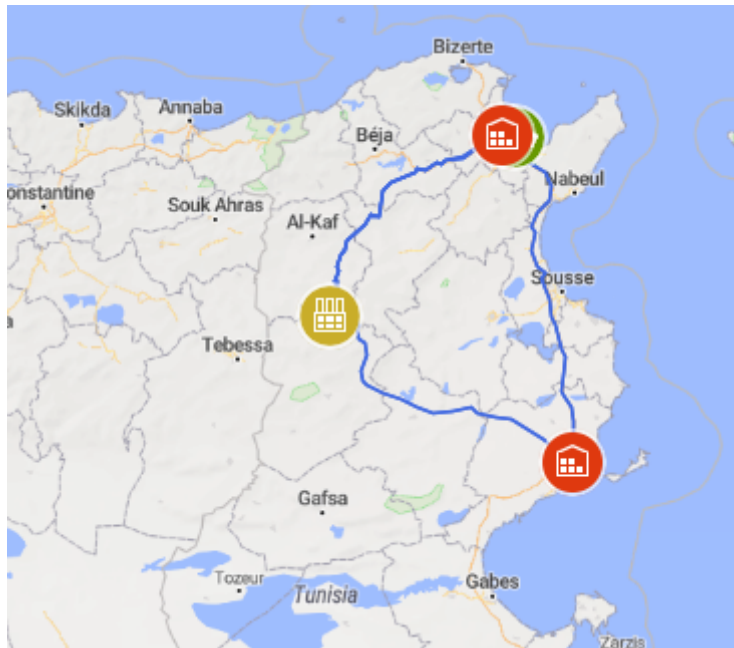 Bizerte
Skikda
Annaba
Béja
onstantine
Souk Ahras
Nabeul
Al-Kaf
Sousse
a
Tebessa
Gafsa
Tozeur
Tunisia
Gabes
Zarzis